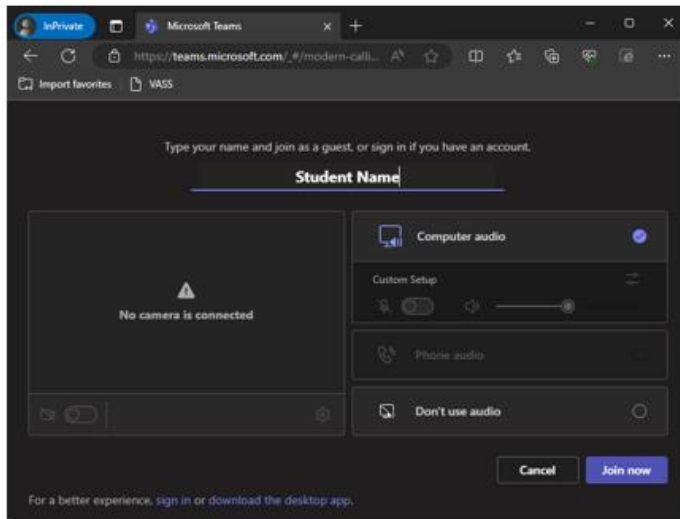 InPrivate
Microsoft Teams
https://teams.microsoft.com/_#/modern-calli...
Import favorites
VASS
Type your name and join as a guest, or sign in if you have an account.
Student Name
Computer audio
No camera is connected
Custom Setup
Phone audio
Don't use audio
Cancel
Join now
For a better experience, sign in or download the desktop app.